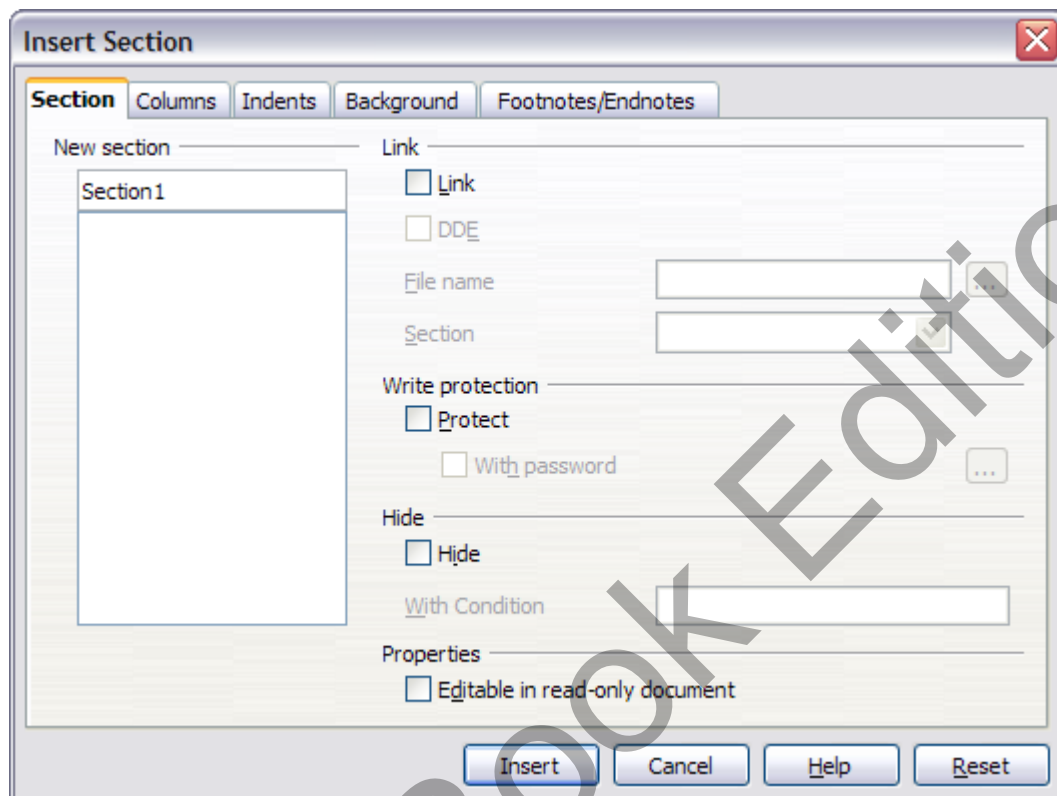 Insert Section
Section Columns Indents Background Footnotes/Endnotes
New section
Section1
Link
Link
DDE
File name
...
Section
Write protection
Protect
With password
...
Hide
Hide
With Condition
Properties
Editable in read-only document
Insert Cancel Help Reset